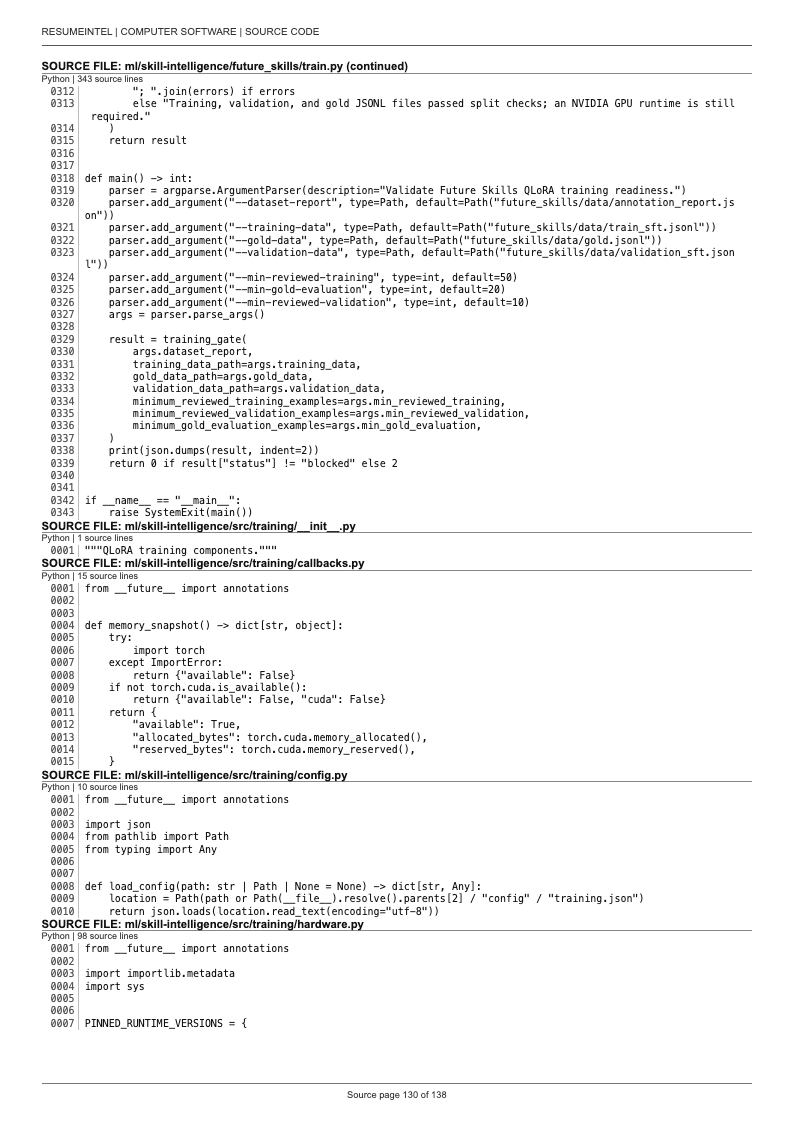 RESUMEINTEL | COMPUTER SOFTWARE | SOURCE CODE
SOURCE FILE: ml/skill-intelligence/future_skills/train.py (continued)
Python | 343 source lines
0312         "; ".join(errors) if errors
0313         else "Training, validation, and gold JSONL files passed split checks; an NVIDIA GPU runtime is still
 required."
0314     )
0315     return result
0316
0317
0318 def main() -> int:
0319     parser = argparse.ArgumentParser(description="Validate Future Skills QLoRA training readiness.")
0320     parser.add_argument("--dataset-report", type=Path, default=Path("future_skills/data/annotation_report.js
on"))
0321     parser.add_argument("--training-data", type=Path, default=Path("future_skills/data/train_sft.jsonl"))
0322     parser.add_argument("--gold-data", type=Path, default=Path("future_skills/data/gold.jsonl"))
0323     parser.add_argument("--validation-data", type=Path, default=Path("future_skills/data/validation_sft.json
l"))
0324     parser.add_argument("--min-reviewed-training", type=int, default=50)
0325     parser.add_argument("--min-gold-evaluation", type=int, default=20)
0326     parser.add_argument("--min-reviewed-validation", type=int, default=10)
0327     args = parser.parse_args()
0328
0329     result = training_gate(
0330         args.dataset_report,
0331         training_data_path=args.training_data,
0332         gold_data_path=args.gold_data,
0333         validation_data_path=args.validation_data,
0334         minimum_reviewed_training_examples=args.min_reviewed_training,
0335         minimum_reviewed_validation_examples=args.min_reviewed_validation,
0336         minimum_gold_evaluation_examples=args.min_gold_evaluation,
0337     )
0338     print(json.dumps(result, indent=2))
0339     return 0 if result["status"] != "blocked" else 2
0340
0341
0342 if __name__ == "__main__":
0343     raise SystemExit(main())
SOURCE FILE: ml/skill-intelligence/src/training/__init__.py
Python | 1 source lines
0001 """QLoRA training components."""
SOURCE FILE: ml/skill-intelligence/src/training/callbacks.py
Python | 15 source lines
0001 from __future__ import annotations
0002
0003
0004 def memory_snapshot() -> dict[str, object]:
0005     try:
0006         import torch
0007     except ImportError:
0008         return {"available": False}
0009     if not torch.cuda.is_available():
0010         return {"available": False, "cuda": False}
0011     return {
0012         "available": True,
0013         "allocated_bytes": torch.cuda.memory_allocated(),
0014         "reserved_bytes": torch.cuda.memory_reserved(),
0015     }
SOURCE FILE: ml/skill-intelligence/src/training/config.py
Python | 10 source lines
0001 from __future__ import annotations
0002
0003 import json
0004 from pathlib import Path
0005 from typing import Any
0006
0007
0008 def load_config(path: str | Path | None = None) -> dict[str, Any]:
0009     location = Path(path or Path(__file__).resolve().parents[2] / "config" / "training.json")
0010     return json.loads(location.read_text(encoding="utf-8"))
SOURCE FILE: ml/skill-intelligence/src/training/hardware.py
Python | 98 source lines
0001 from __future__ import annotations
0002
0003 import importlib.metadata
0004 import sys
0005
0006
0007 PINNED_RUNTIME_VERSIONS = {
Source page 130 of 138